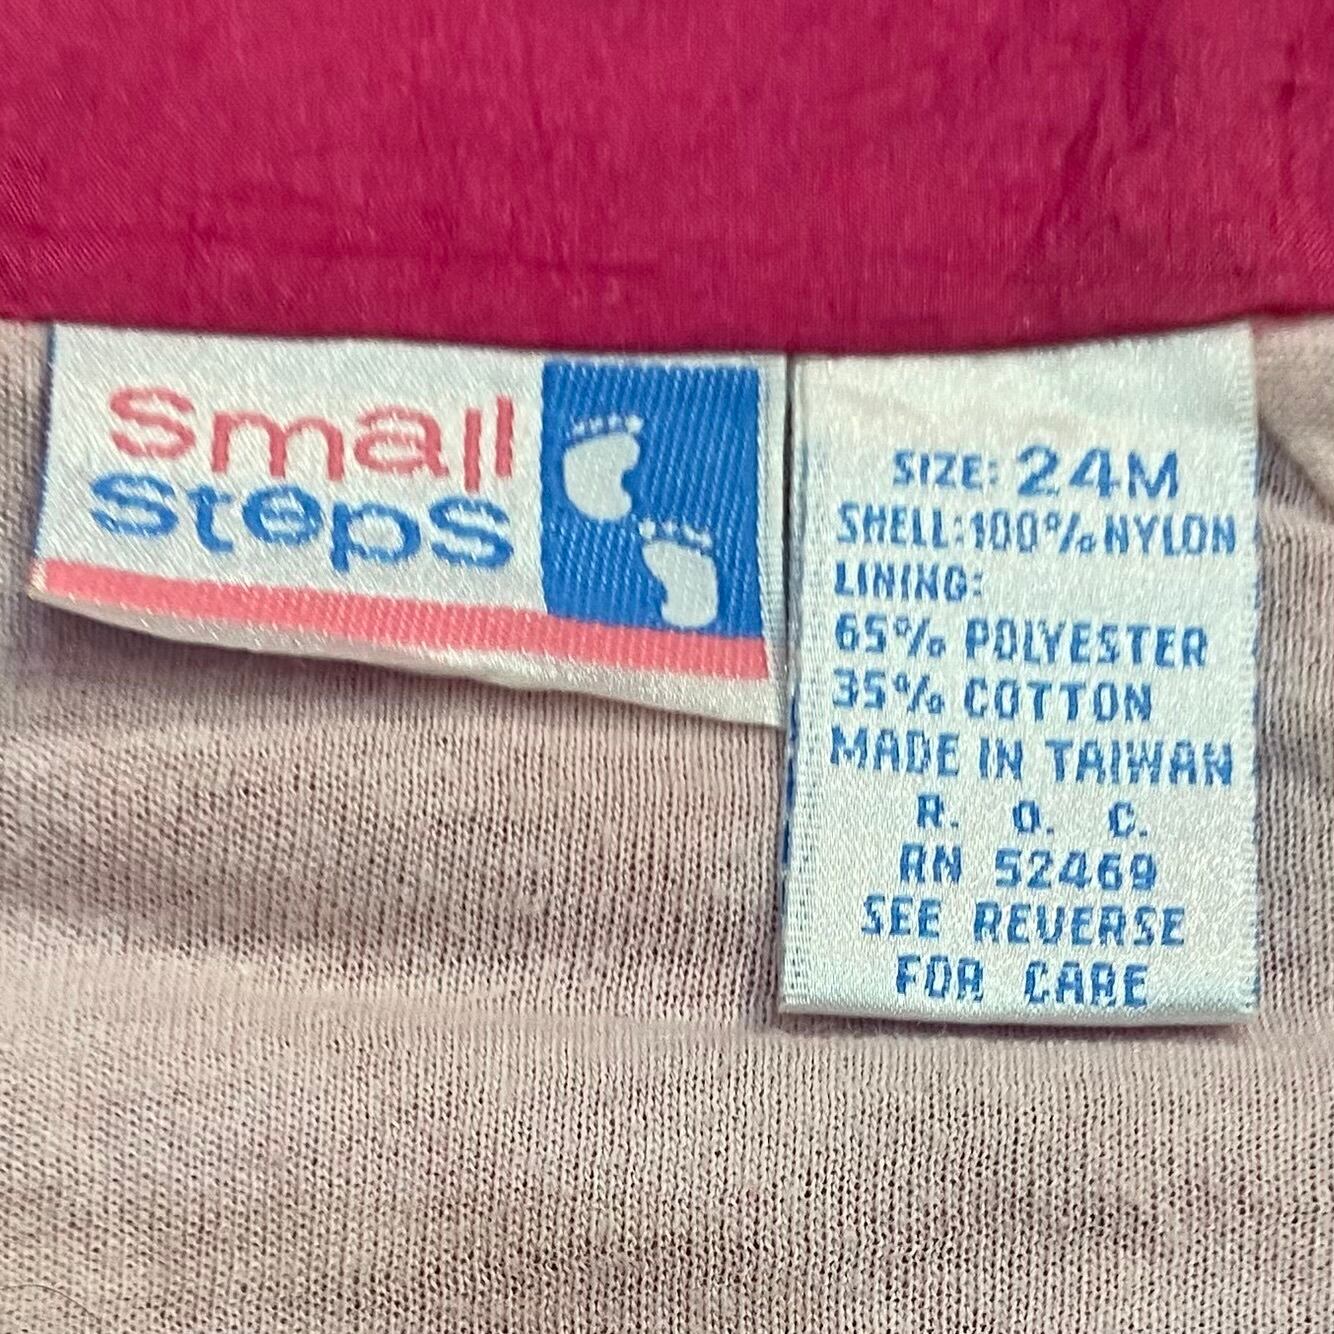 small
steps
SIZE: 24M
SHELL: 100% NYLON
LINING:
65% POLYESTER
35% COTTON
MADE IN TAIWAN
R. O. C.
RN 52469
SEE REVERSE
FOR CARE